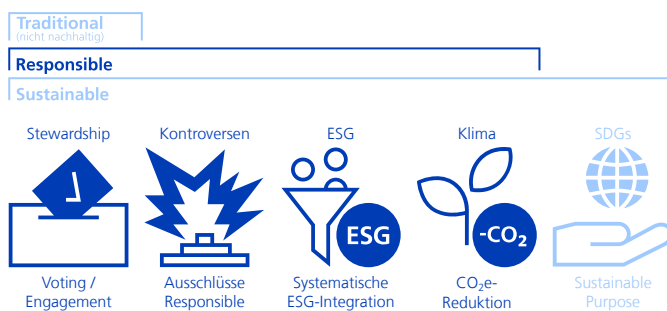 Traditional
(nicht nachhaltig)
Responsible
Sustainable
Stewardship Kontroversen ESG Klima SDGs
ESG -CO₂
Voting / Ausschlüsse Systematische CO₂e- Sustainable
Engagement Responsible ESG-Integration Reduktion Purpose